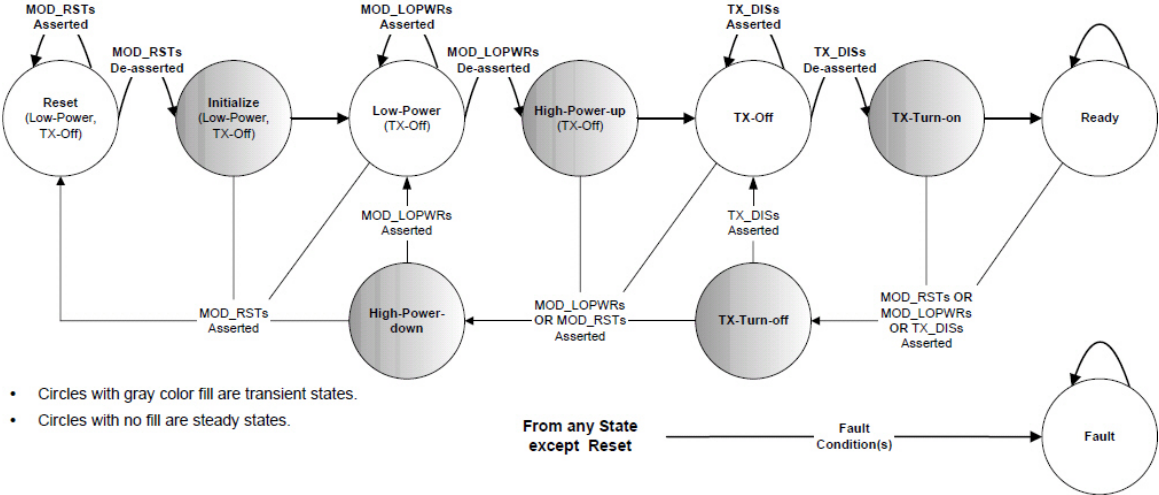 MOD_RSTs
Asserted
MOD_RSTs
De-asserted
MOD_LOPWRs
Asserted
MOD_LOPWRs
De-asserted
TX_DISs
Asserted
TX_DISs
De-asserted
Reset
(Low-Power,
TX-Off)
Initialize
(Low-Power,
TX-Off)
Low-Power
(TX-Off)
High-Power-up
(TX-Off)
TX-Off
TX-Turn-on
Ready
MOD_LOPWRs
Asserted
TX_DISs
Asserted
MOD_RSTs
Asserted
High-Power-
down
MOD_LOPWRs
OR MOD_RSTs
Asserted
TX-Turn-off
MOD_RSTs OR
MOD_LOPWRs
OR TX_DISs
Asserted
• Circles with gray color fill are transient states.
• Circles with no fill are steady states.
From any State
except Reset
Fault
Condition(s)
Fault